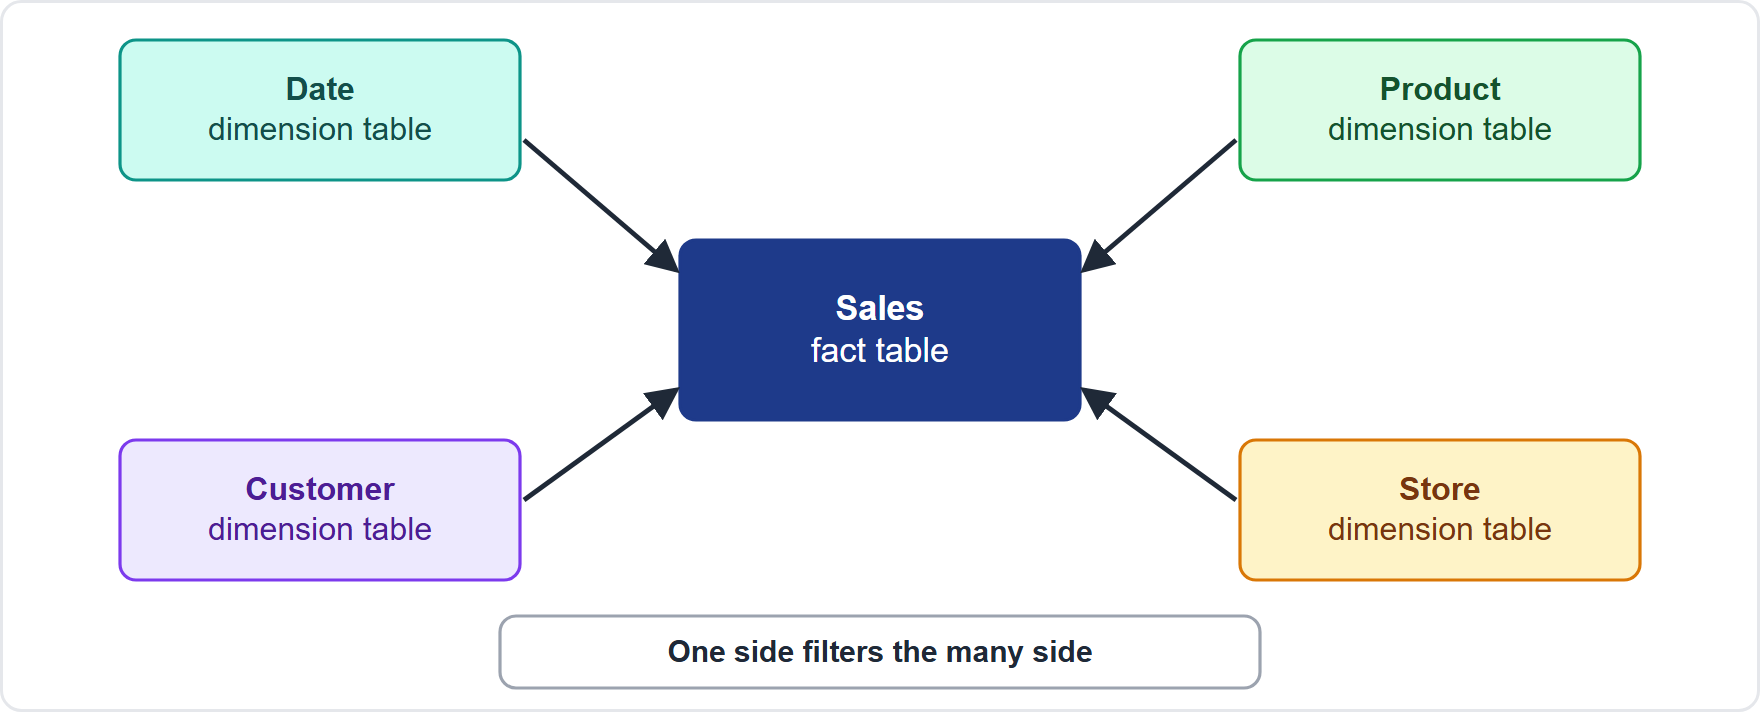 Date
dimension table
Product
dimension table
Sales
fact table
Customer
dimension table
Store
dimension table
One side filters the many side